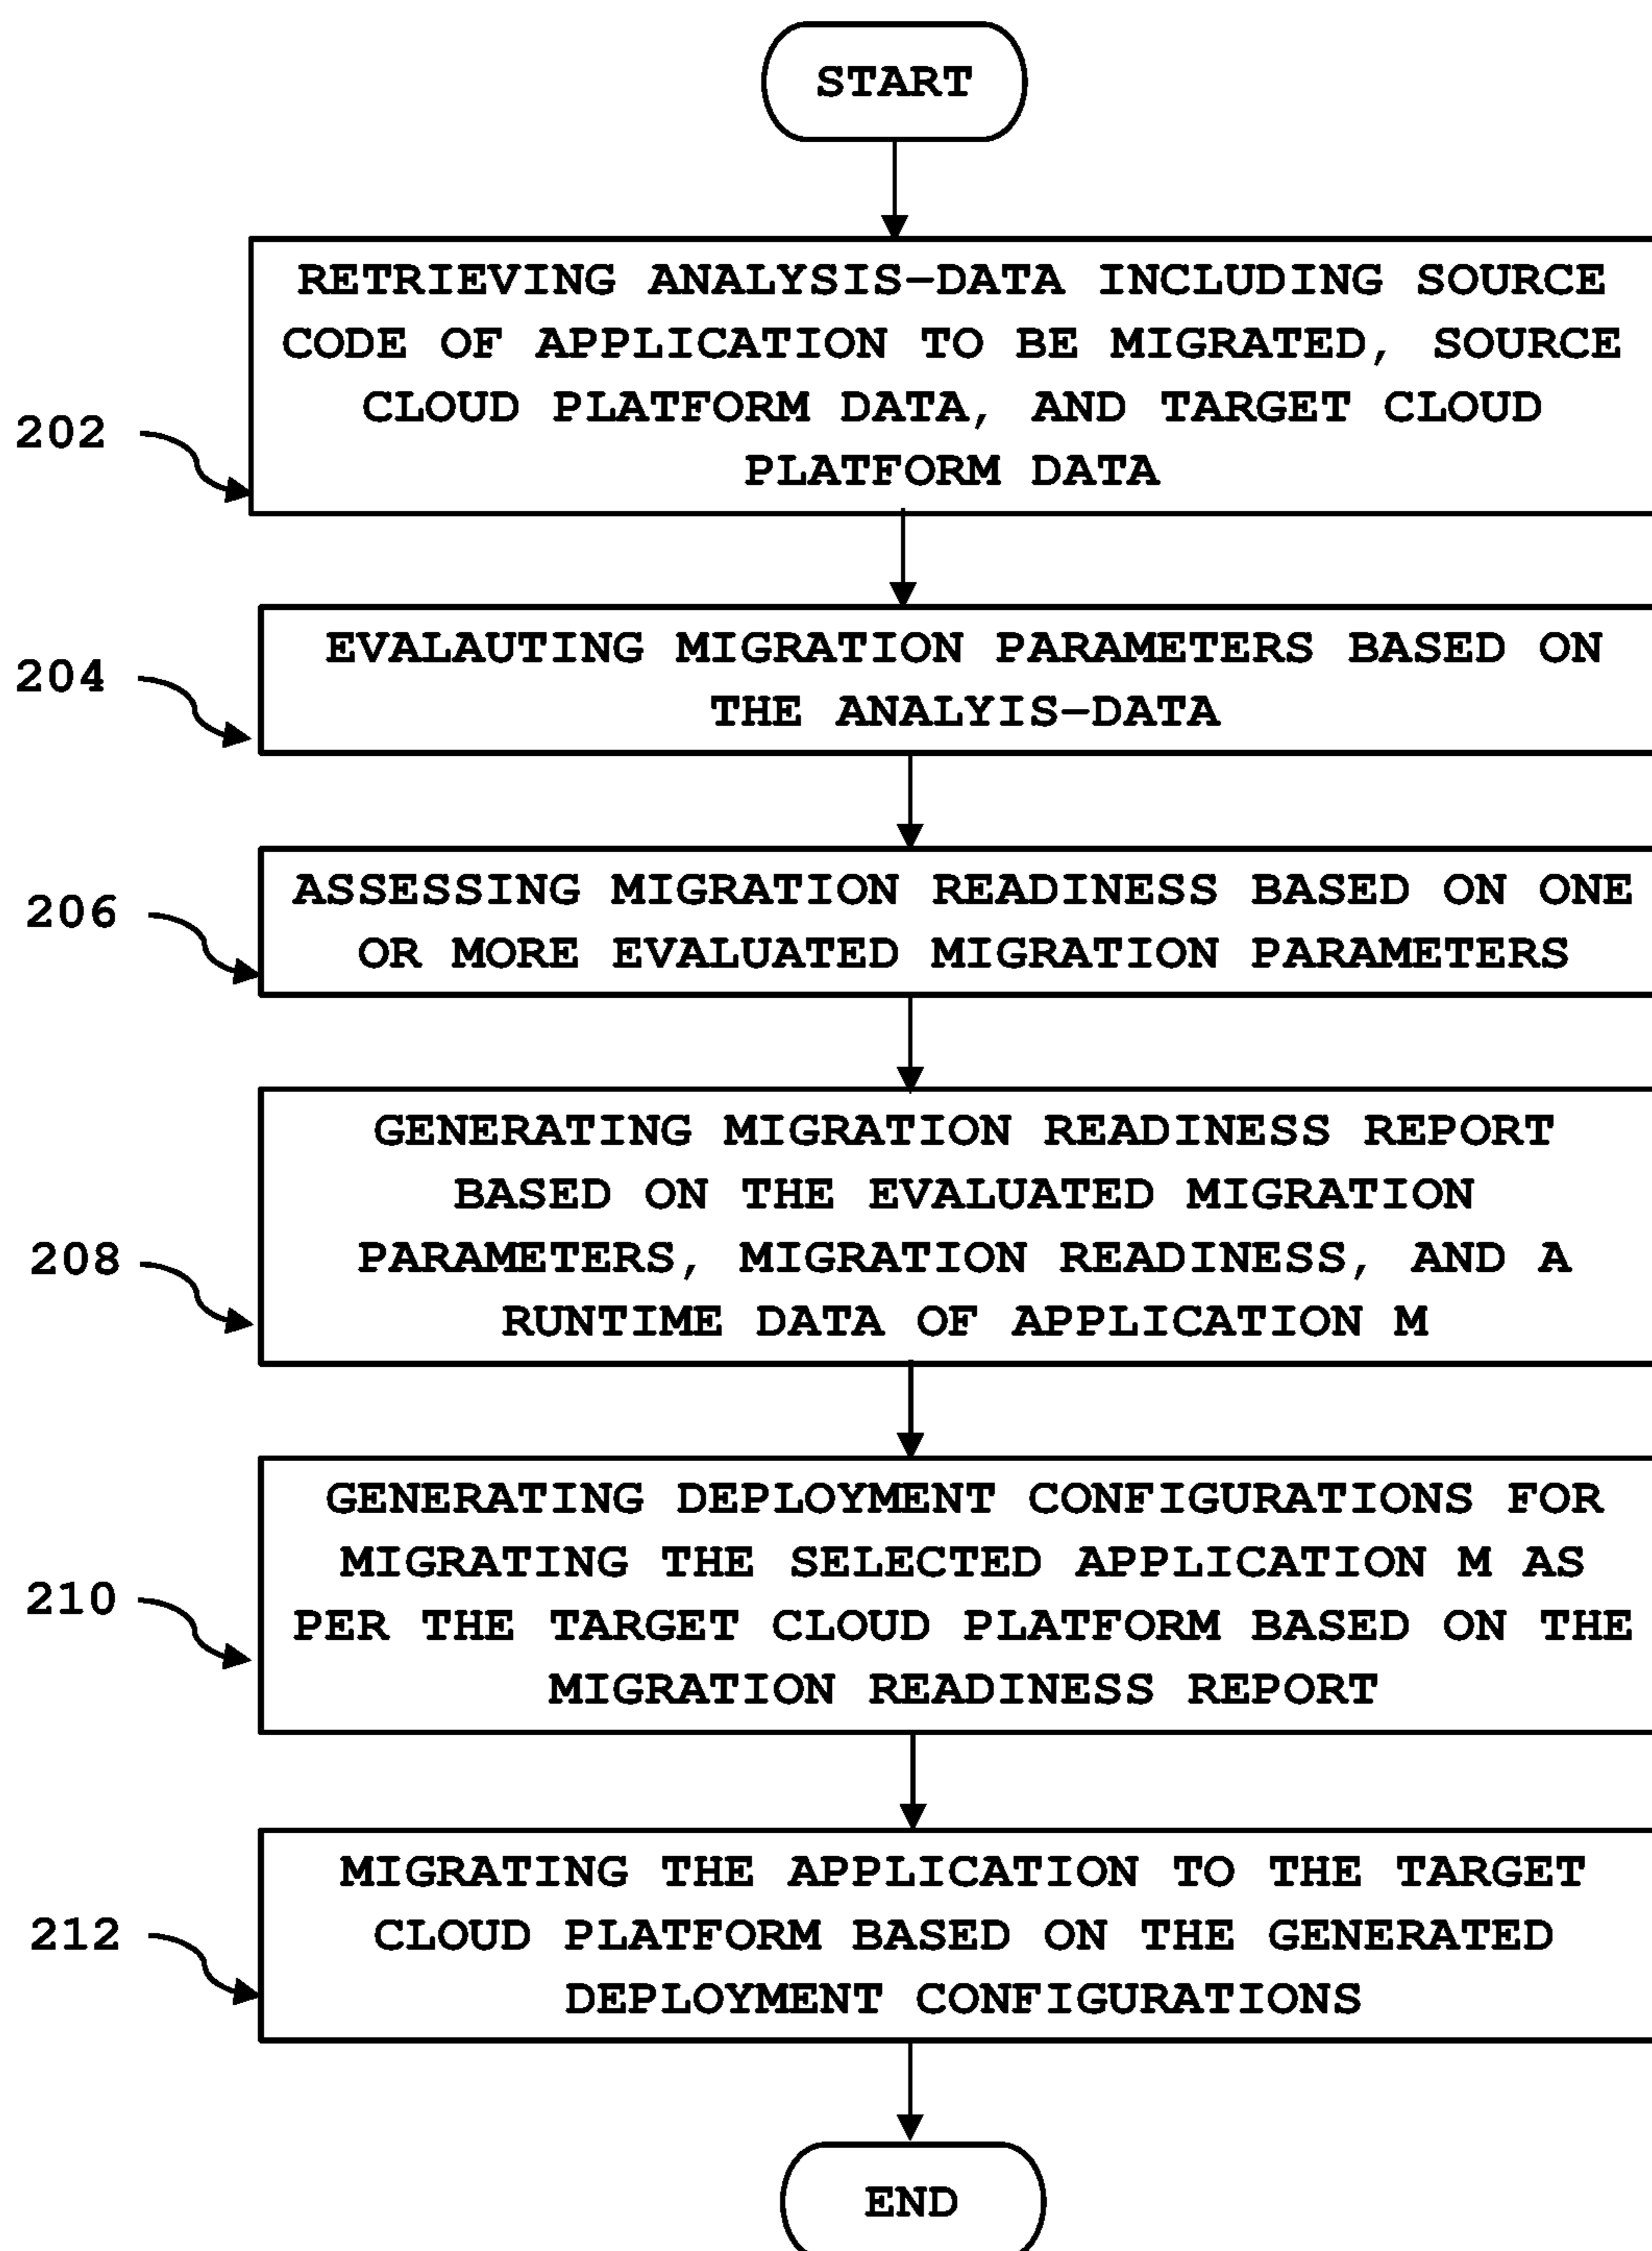 START
RETRIEVING ANALYSIS-DATA INCLUDING SOURCE
CODE OF APPLICATION TO BE MIGRATED, SOURCE
CLOUD PLATFORM DATA, AND TARGET CLOUD
PLATFORM DATA
202
EVALAUTING MIGRATION PARAMETERS BASED ON
THE ANALYIS-DATA
204
ASSESSING MIGRATION READINESS BASED ON ONE
OR MORE EVALUATED MIGRATION PARAMETERS
206
GENERATING MIGRATION READINESS REPORT
BASED ON THE EVALUATED MIGRATION
PARAMETERS, MIGRATION READINESS, AND A
RUNTIME DATA OF APPLICATION M
208
GENERATING DEPLOYMENT CONFIGURATIONS FOR
MIGRATING THE SELECTED APPLICATION M AS
PER THE TARGET CLOUD PLATFORM BASED ON THE
MIGRATION READINESS REPORT
210
MIGRATING THE APPLICATION TO THE TARGET
CLOUD PLATFORM BASED ON THE GENERATED
DEPLOYMENT CONFIGURATIONS
212
END